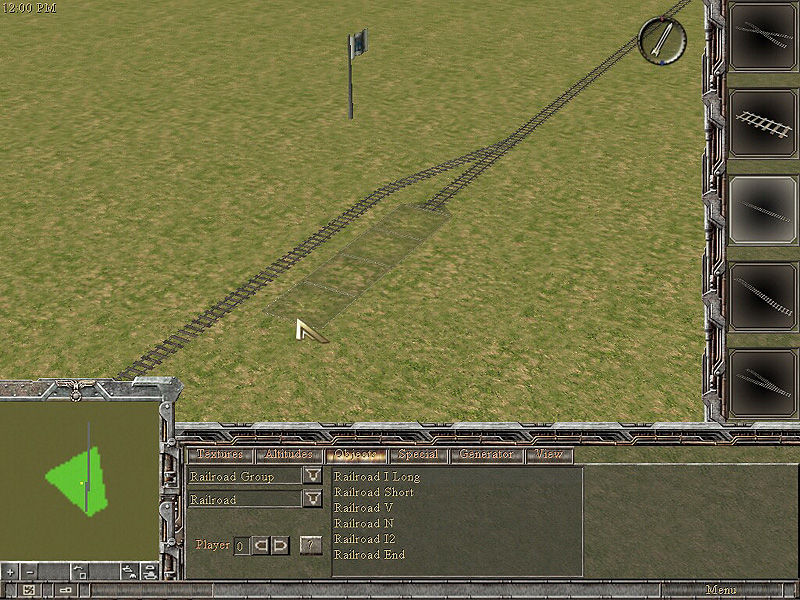 12:00 PM
Textures Altitudes Objects Special Generator View
Railroad Group
Railroad
Player 0 ?
Railroad I Long
Railroad Short
Railroad V
Railroad N
Railroad I2
Railroad End
+ -
Menu